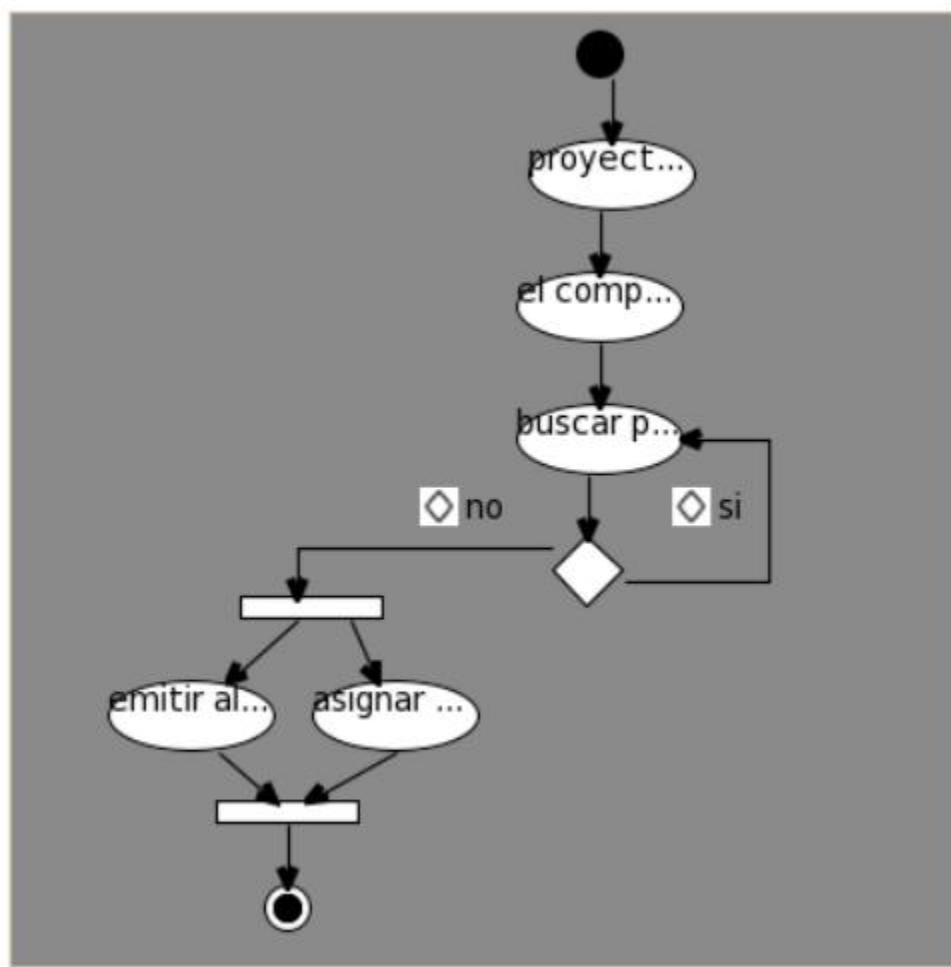 proyect...
el comp...
buscar p...
no
si
emitir al...
asignar ...